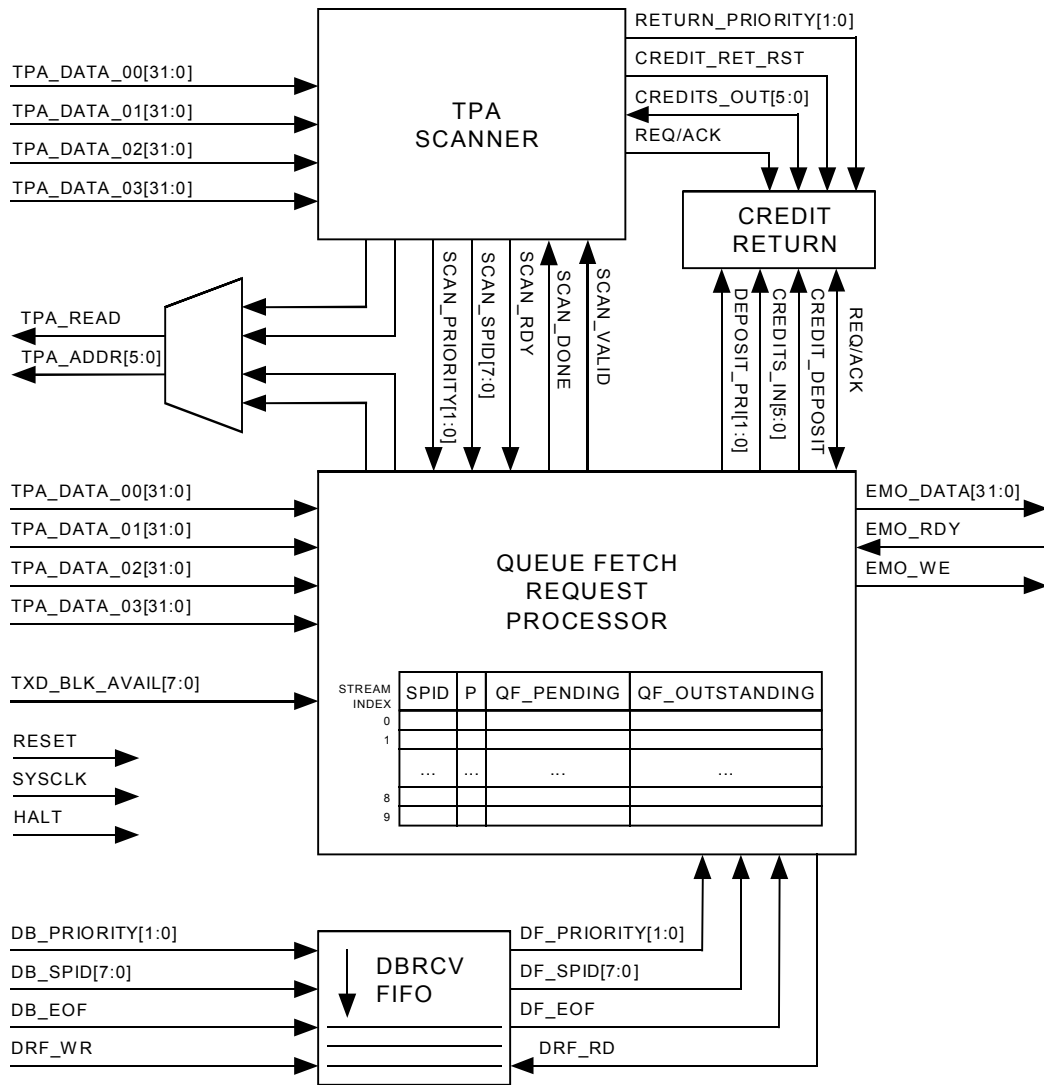 RETURN_PRIORITY[1:0]
CREDIT_RET_RST
CREDITS_OUT[5:0]
REQ/ACK
TPA_DATA_00[31:0]
TPA_DATA_01[31:0]
TPA_DATA_02[31:0]
TPA_DATA_03[31:0]
TPA
SCANNER
CREDIT
RETURN
TPA_READ
TPA_ADDR[5:0]
SCAN_PRIORITY[1:0]
SCAN_SPID[7:0]
SCAN_RDY
SCAN_DONE
SCAN_VALID
DEPOSIT_PRI[1:0]
CREDITS_IN[5:0]
CREDIT_DEPOSIT
REQ/ACK
TPA_DATA_00[31:0]
TPA_DATA_01[31:0]
TPA_DATA_02[31:0]
TPA_DATA_03[31:0]
TXD_BLK_AVAIL[7:0]
RESET
SYSCLK
HALT
QUEUE FETCH
REQUEST
PROCESSOR
EMO_DATA[31:0]
EMO_RDY
EMO_WE
STREAM
INDEX
SPID P QF_PENDING QF_OUTSTANDING
0
1
... ... ... ...
8
9
DB_PRIORITY[1:0]
DB_SPID[7:0]
DB_EOF
DRF_WR
DBRCV
FIFO
DF_PRIORITY[1:0]
DF_SPID[7:0]
DF_EOF
DRF_RD